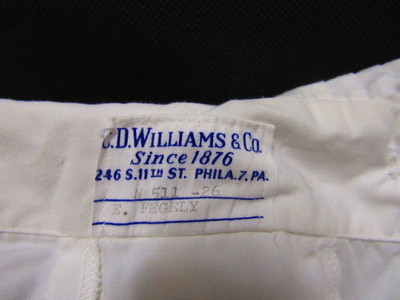 C.D. WILLIAMS & Co.
Since 1876
246 S. 11TH ST. PHILA. 7, PA.
N 511 -26
E. FEGELY